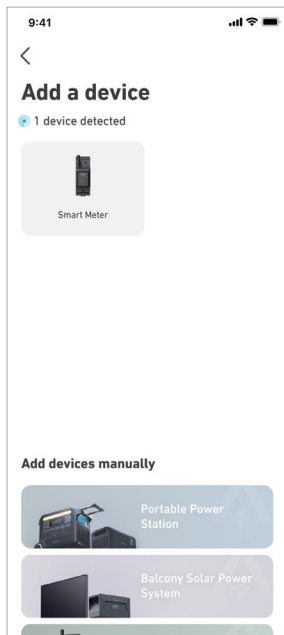 9:41
Add a device
1 device detected
Smart Meter
Add devices manually
Portable Power
Station
Balcony Solar Power
System